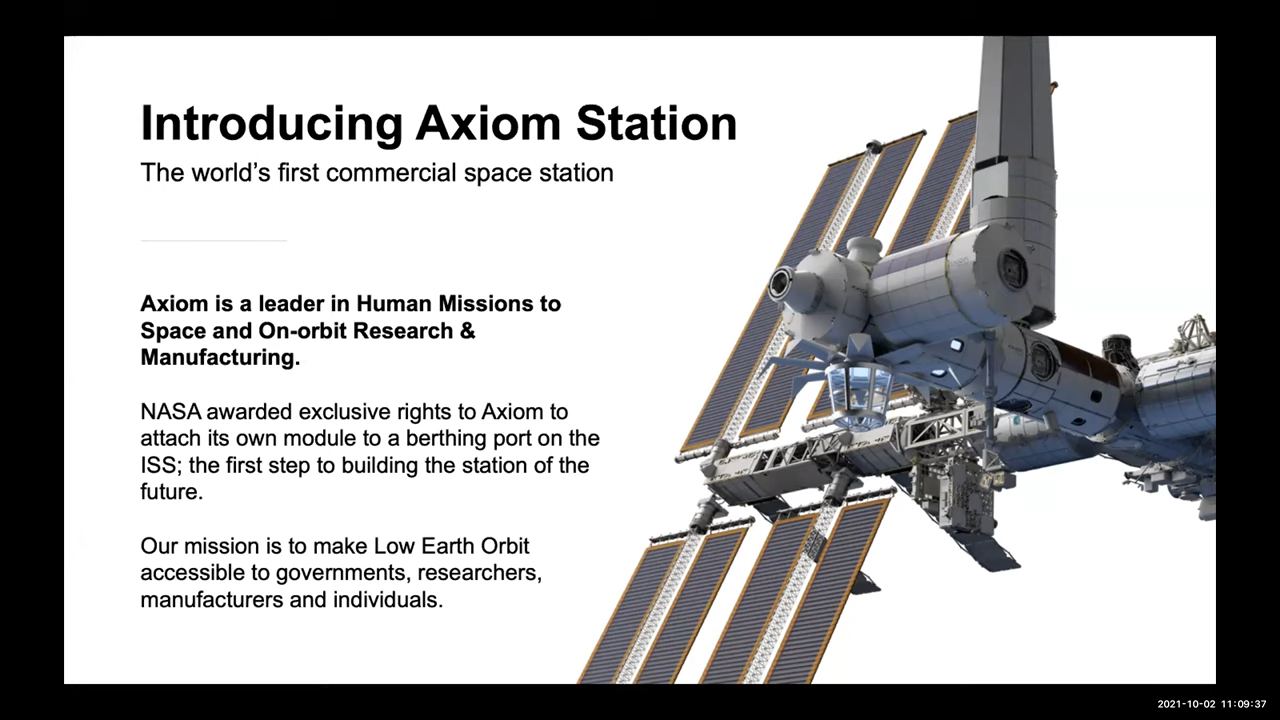 Introducing Axiom Station
The world's first commercial space station
Axiom is a leader in Human Missions to
Space and On-orbit Research &
Manufacturing.
NASA awarded exclusive rights to Axiom to
attach its own module to a berthing port on the
ISS; the first step to building the station of the
future.
Our mission is to make Low Earth Orbit
accessible to governments, researchers,
manufacturers and individuals.
2021-10-02 11:09:37